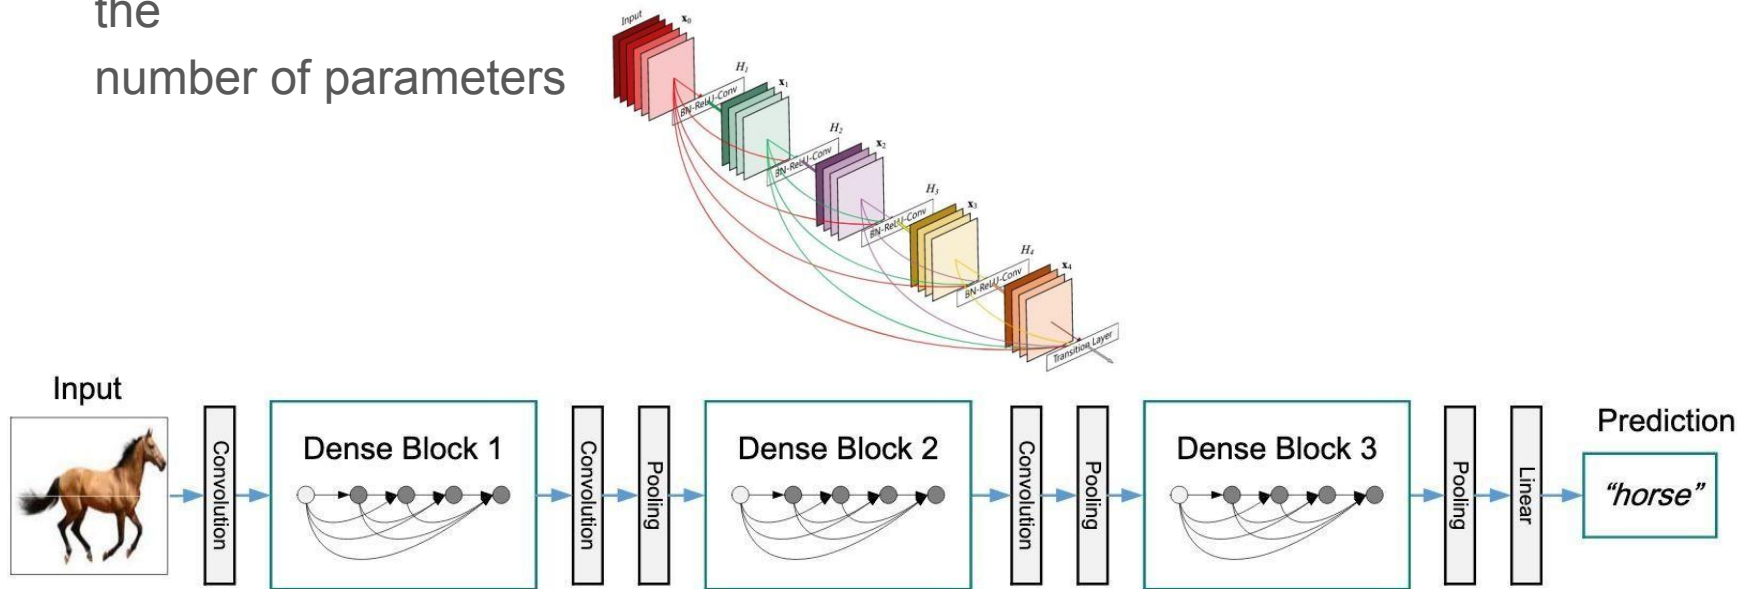 the
number of parameters
Input
x₀
H₁
x₁
BN-ReLU-Conv
H₂
x₂
BN-ReLU-Conv
H₃
x₃
BN-ReLU-Conv
H₄
x₄
BN-ReLU-Conv
Transition Layer
Input
Prediction
Convolution
Dense Block 1
Convolution
Pooling
Dense Block 2
Convolution
Pooling
Dense Block 3
Pooling
Linear
“horse”